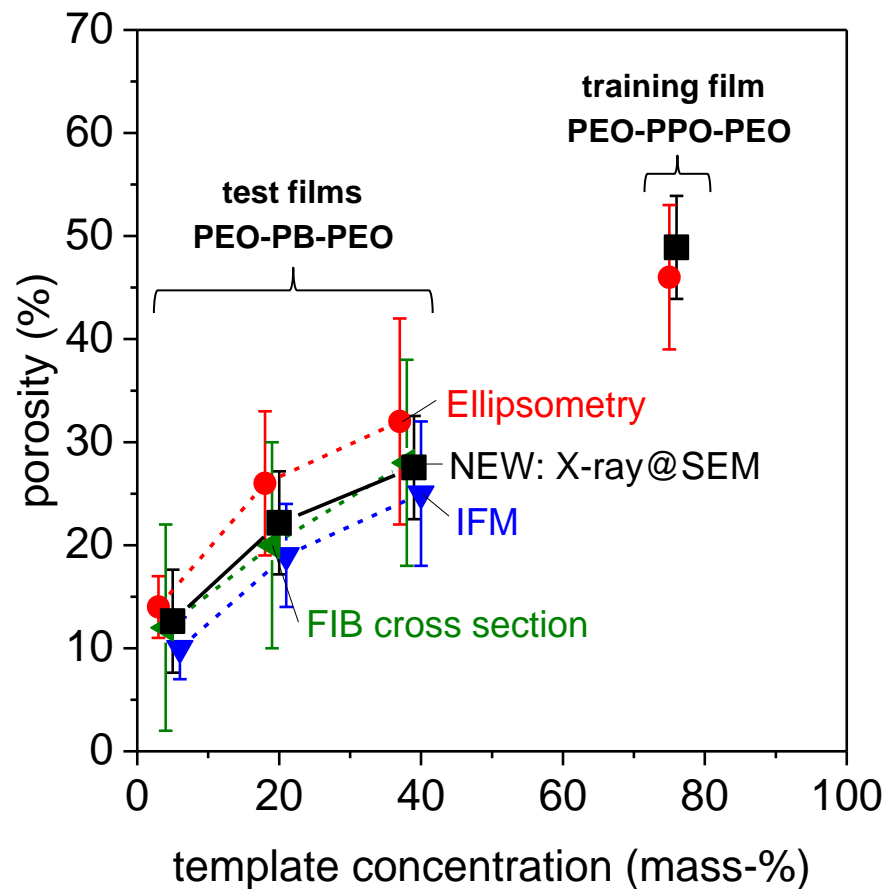 training film
PEO-PPO-PEO
test films
PEO-PB-PEO
Ellipsometry
NEW: X-ray@SEM
IFM
FIB cross section
porosity (%)
70
60
50
40
30
20
10
0
0 20 40 60 80 100
template concentration (mass-%)